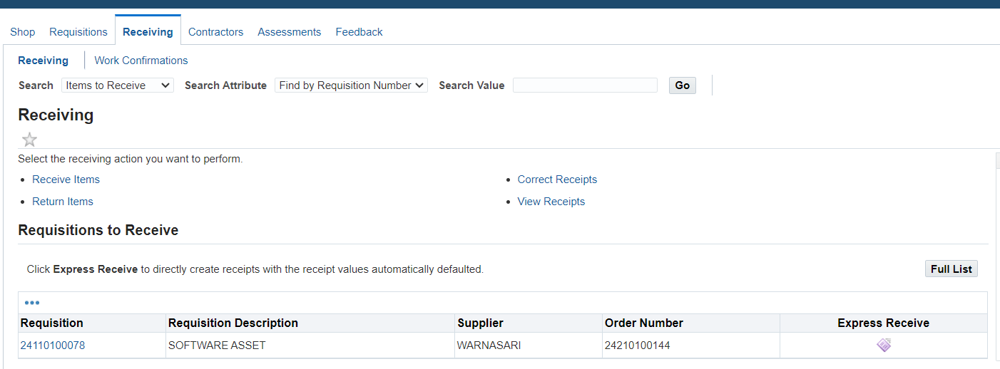 Shop Requisitions Receiving Contractors Assessments Feedback
Receiving Work Confirmations
Search Items to Receive Search Attribute Find by Requisition Number Search Value Go
Receiving
Select the receiving action you want to perform.
Receive Items Correct Receipts
Return Items View Receipts
Requisitions to Receive
Click Express Receive to directly create receipts with the receipt values automatically defaulted. Full List
Requisition Requisition Description Supplier Order Number Express Receive
24110100078 SOFTWARE ASSET WARNASARI 24210100144